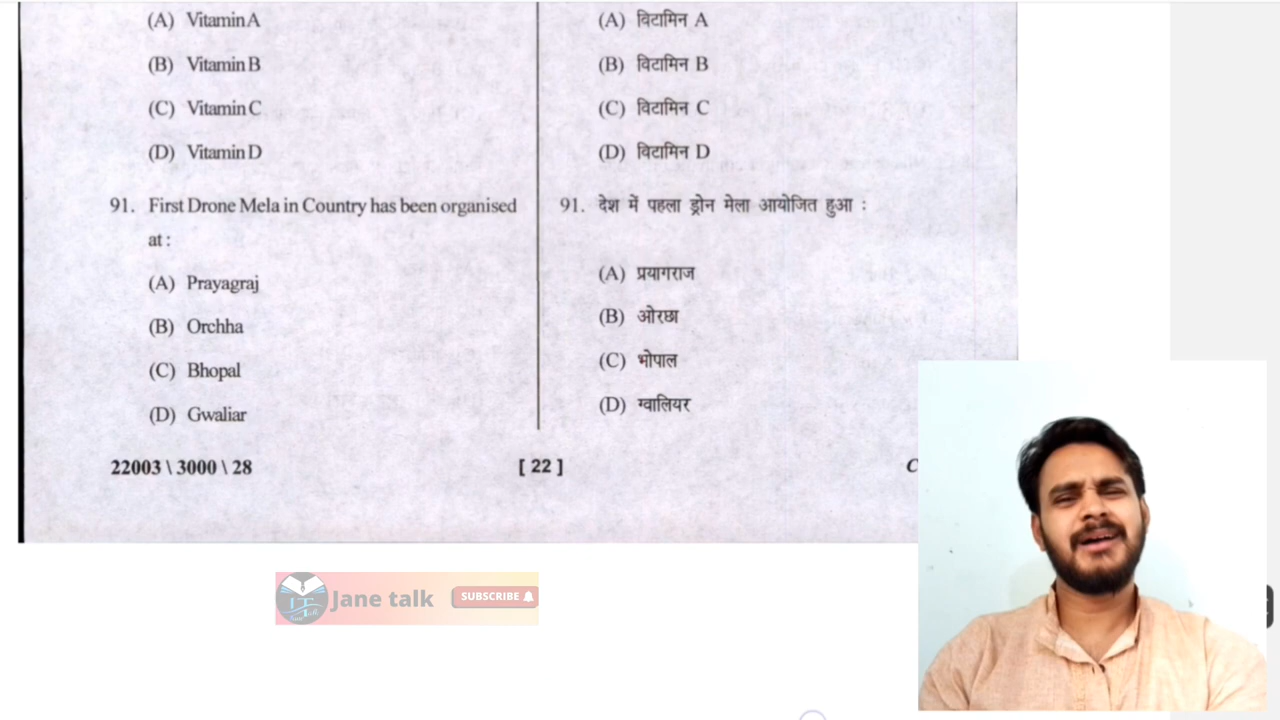 (A) Vitamin A
(B) Vitamin B
(C) Vitamin C
(D) Vitamin D
91. First Drone Mela in Country has been organised
at :
(A) Prayagraj
(B) Orchha
(C) Bhopal
(D) Gwaliar
(A) विटामिन A
(B) विटामिन B
(C) विटामिन C
(D) विटामिन D
91. देश में पहला ड्रोन मेला आयोजित हुआ :
(A) प्रयागराज
(B) ओरछा
(C) भोपाल
(D) ग्वालियर
22003 \ 3000 \ 28 [ 22 ] C
Jane talk SUBSCRIBE